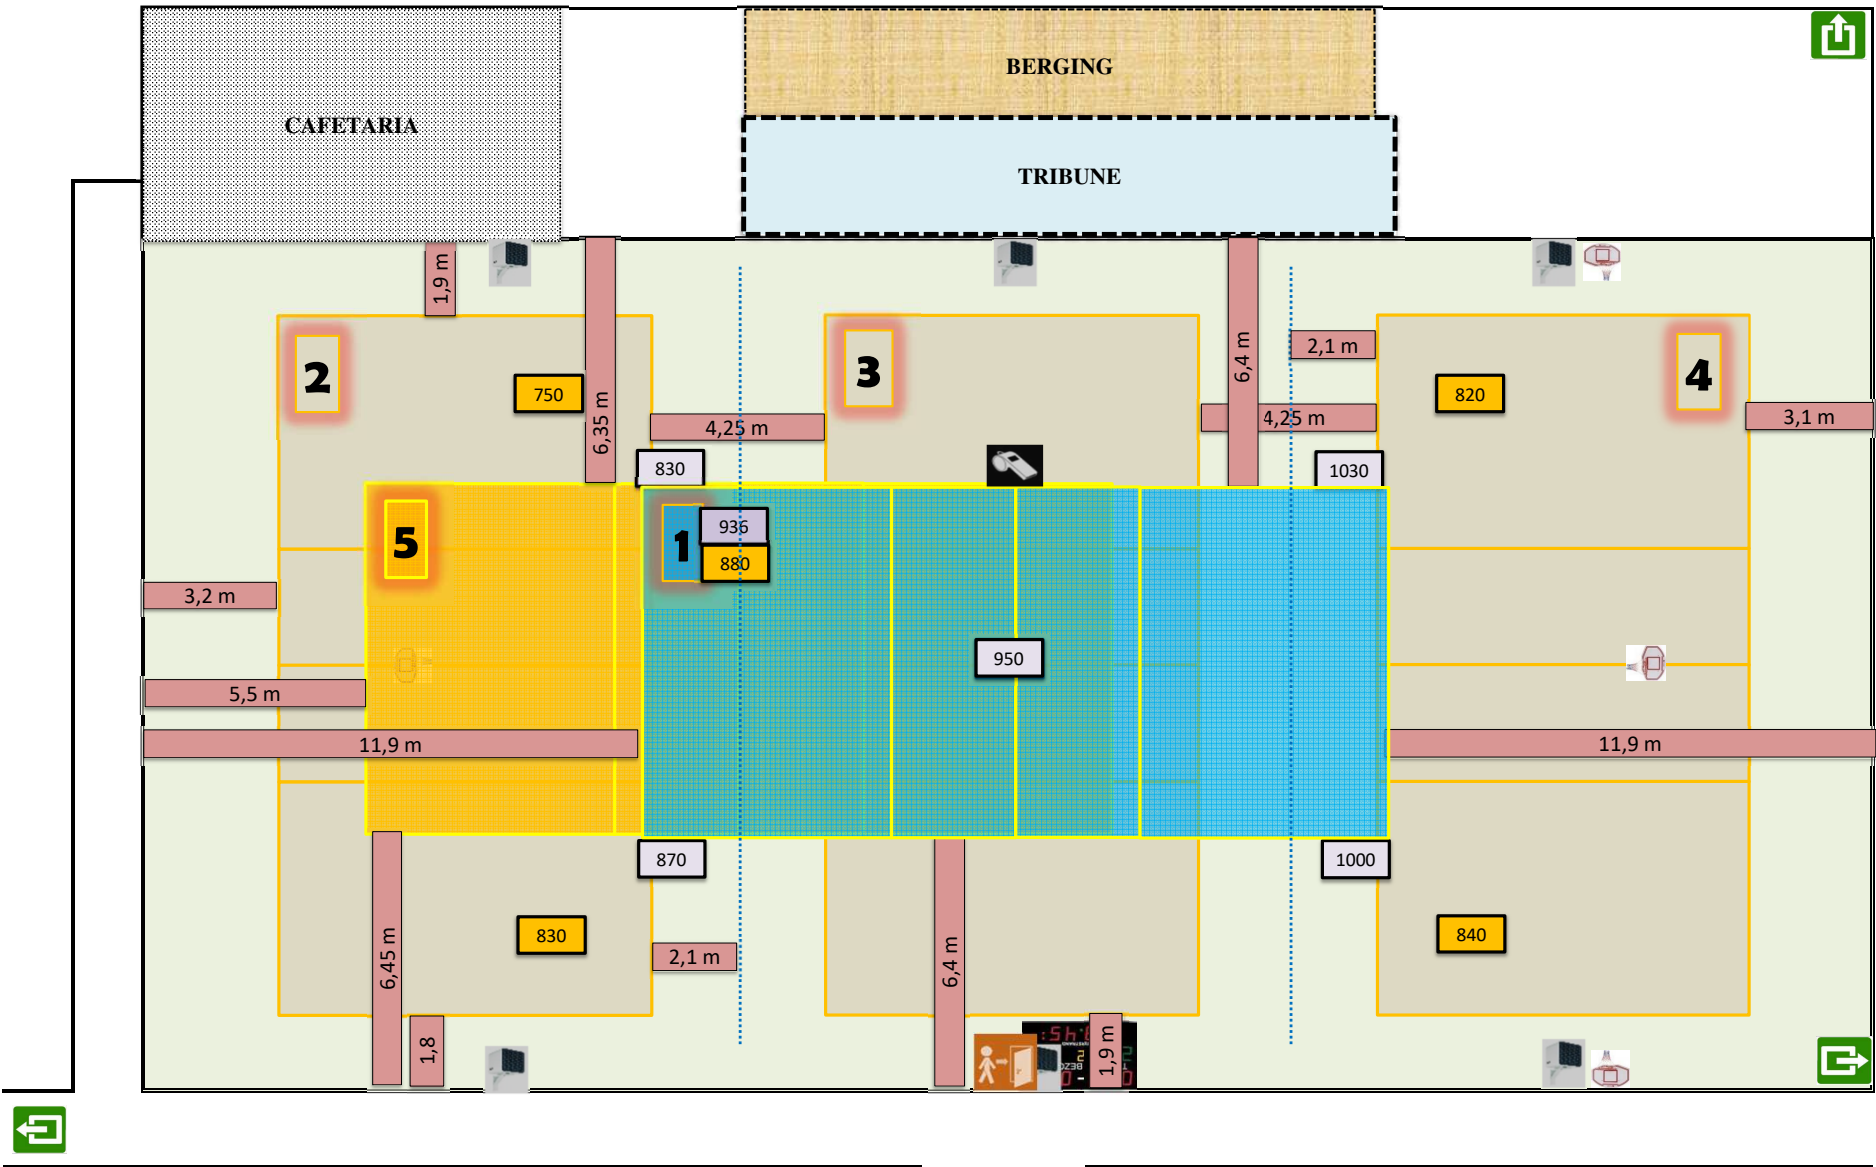 BERGING
CAFETARIA
TRIBUNE
1,9 m
6,35 m
6,4 m
2,1 m
2
3
4
750
820
4,25 m
4,25 m
3,1 m
830
1030
5
1
936
880
3,2 m
950
5,5 m
11,9 m
11,9 m
870
1000
830
840
6,45 m
2,1 m
6,4 m
1,8
1,9 m